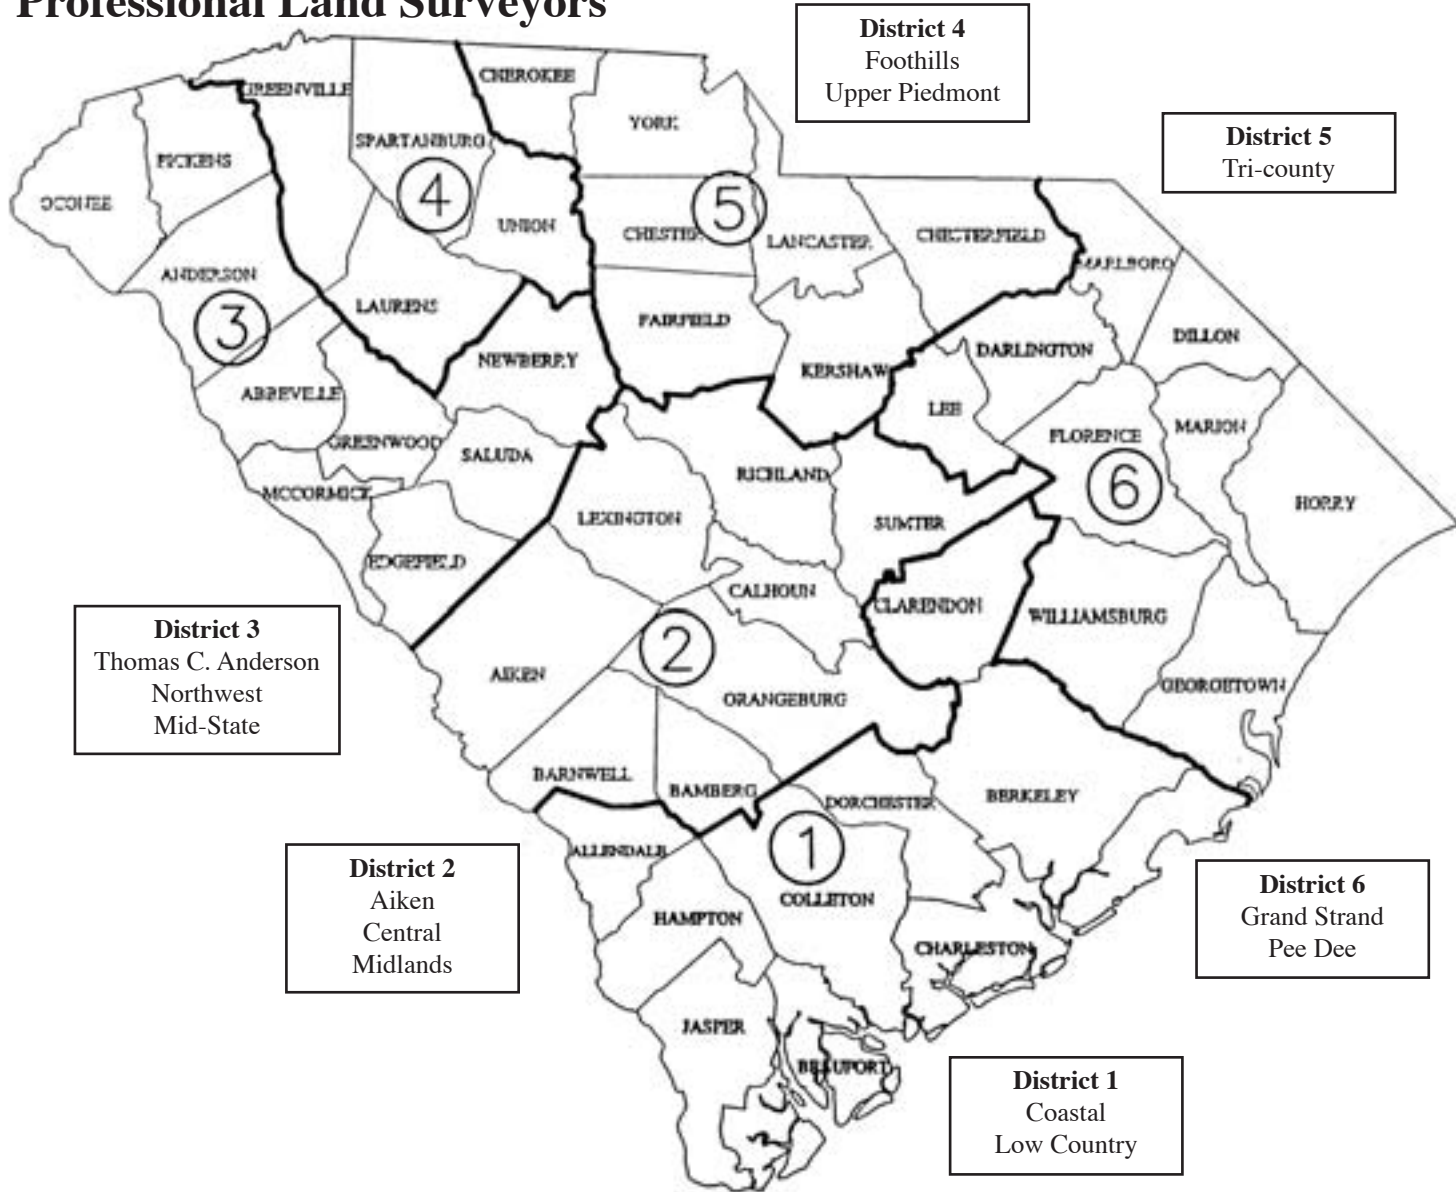 Professional Land Surveyors
District 4
Foothills
Upper Piedmont
District 5
Tri-county
GREENVILLE
CHEROKEE
SPARTANBURG
YORK
PICKENS
OCONEE
4
5
UNION
CHESTER
LANCASTER
CHESTERFIELD
MARLBORO
ANDERSON
3
LAURENS
FAIRFIELD
DILLON
NEWBERRY
KERSHAW
DARLINGTON
ABBEVILLE
LEE
GREENWOOD
SALUDA
FLORENCE
MARION
6
MCCORMICK
RICHLAND
HORRY
LEXINGTON
SUMTER
EDGEFIELD
CALHOUN
CLARENDON
WILLIAMSBURG
District 3
Thomas C. Anderson
Northwest
Mid-State
2
AIKEN
ORANGEBURG
GEORGETOWN
BARNWELL
BAMBERG
DORCHESTER
BERKELEY
1
ALLENDALE
COLLETON
HAMPTON
CHARLESTON
District 2
Aiken
Central
Midlands
District 6
Grand Strand
Pee Dee
JASPER
BEAUFORT
District 1
Coastal
Low Country